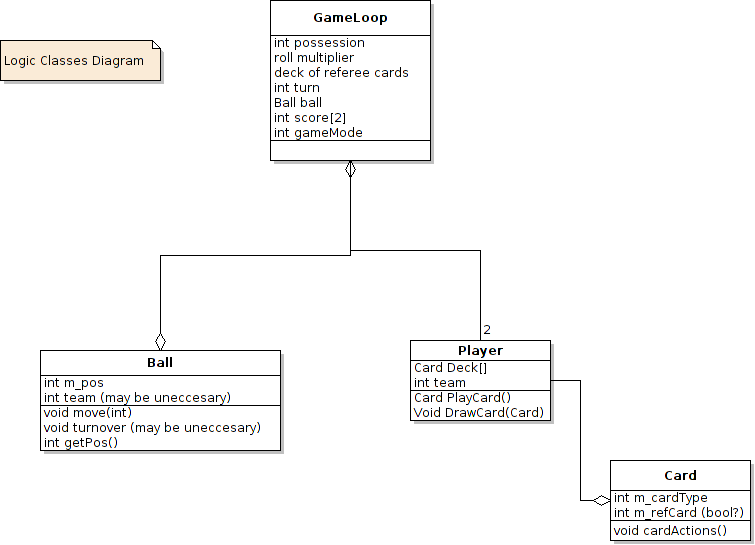 GameLoop
int possession
roll multiplier
deck of referee cards
int turn
Ball ball
int score[2]
int gameMode
Logic Classes Diagram
2
Ball
int m_pos
int team (may be uneccesary)
void move(int)
void turnover (may be uneccesary)
int getPos()
Player
Card Deck[]
int team
Card PlayCard()
Void DrawCard(Card)
Card
int m_cardType
int m_refCard (bool?)
void cardActions()